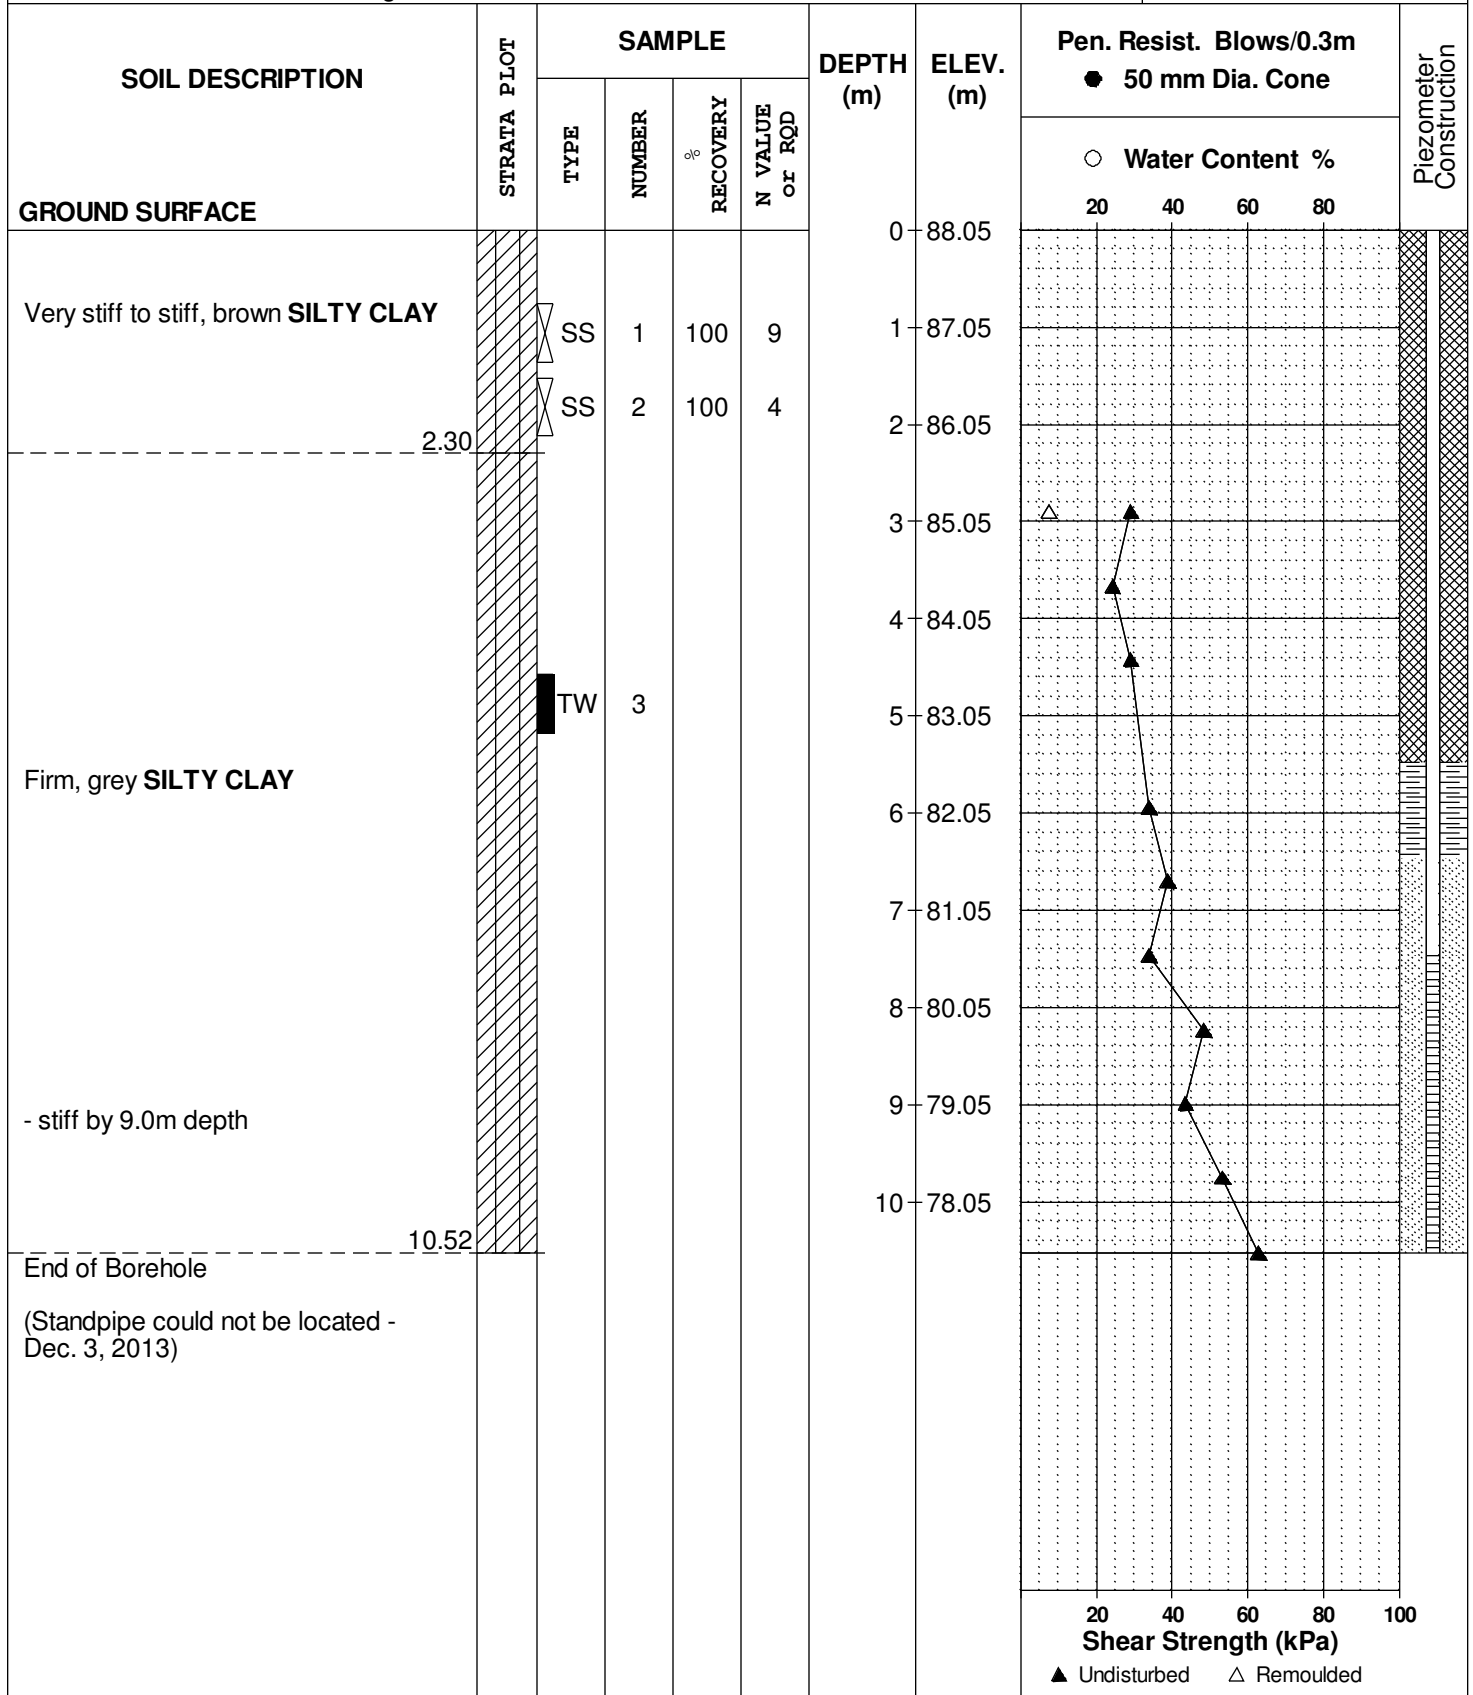 SOIL DESCRIPTION
GROUND SURFACE
STRATA PLOT
SAMPLE
TYPE
NUMBER
%
RECOVERY
N VALUE
or RQD
DEPTH
(m)
ELEV.
(m)
Pen. Resist. Blows/0.3m
● 50 mm Dia. Cone
○ Water Content %
20 40 60 80
Piezometer
Construction
0 88.05
Very stiff to stiff, brown SILTY CLAY
SS 1 100 9
1 87.05
SS 2 100 4
2 86.05
2.30
3 85.05
4 84.05
TW 3
5 83.05
Firm, grey SILTY CLAY
6 82.05
7 81.05
8 80.05
9 79.05
- stiff by 9.0m depth
10 78.05
10.52
End of Borehole
(Standpipe could not be located -
Dec. 3, 2013)
20 40 60 80 100
Shear Strength (kPa)
▲ Undisturbed △ Remoulded